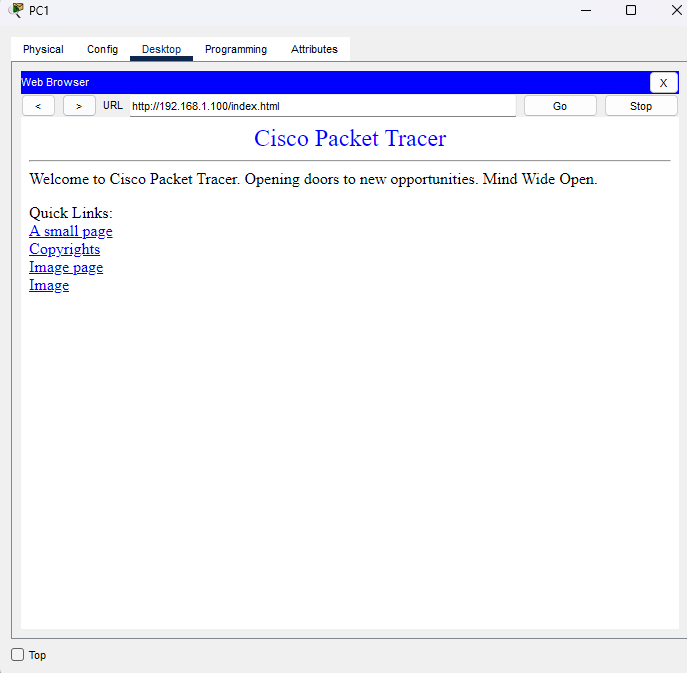 PC1
Physical Config Desktop Programming Attributes
Web Browser X
< > URL http://192.168.1.100/index.html Go Stop
Cisco Packet Tracer
Welcome to Cisco Packet Tracer. Opening doors to new opportunities. Mind Wide Open.
Quick Links:
A small page
Copyrights
Image page
Image
Top